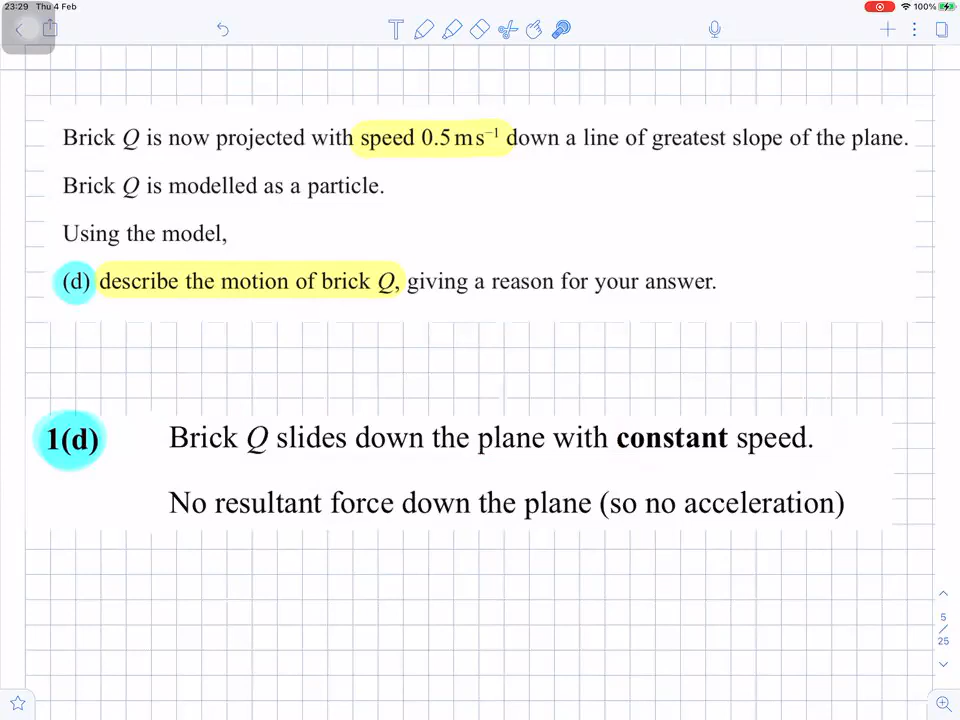 23:29 Thu 4 Feb
100%
Brick Q is now projected with speed 0.5 m s⁻¹ down a line of greatest slope of the plane.
Brick Q is modelled as a particle.
Using the model,
(d) describe the motion of brick Q, giving a reason for your answer.
1(d) Brick Q slides down the plane with constant speed.
No resultant force down the plane (so no acceleration)
5
/
25